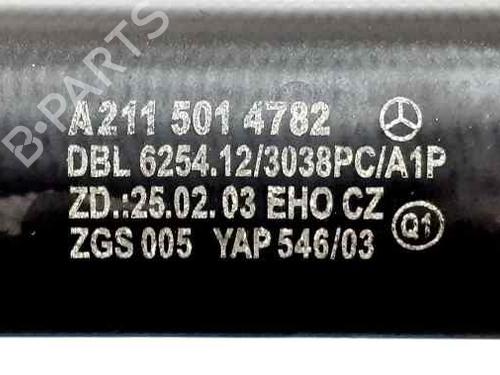 B-PARTS
A 211 501 4782
DBL 6254.12/3038PC/A1P
ZD.:25.02.03 EHO CZ
ZGS 005 YAP 546/03
Q1